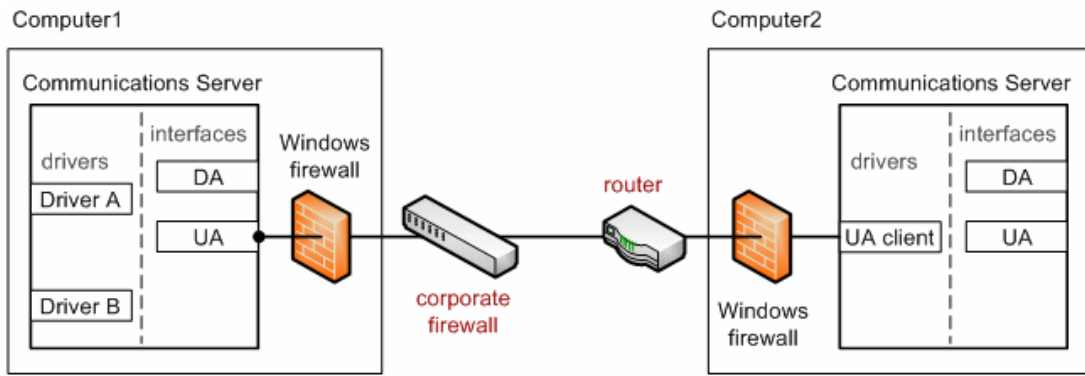 Computer1
Computer2
Communications Server
drivers
interfaces
DA
Driver A
UA
Driver B
Windows
firewall
corporate
firewall
router
Windows
firewall
Communications Server
drivers
interfaces
DA
UA client
UA